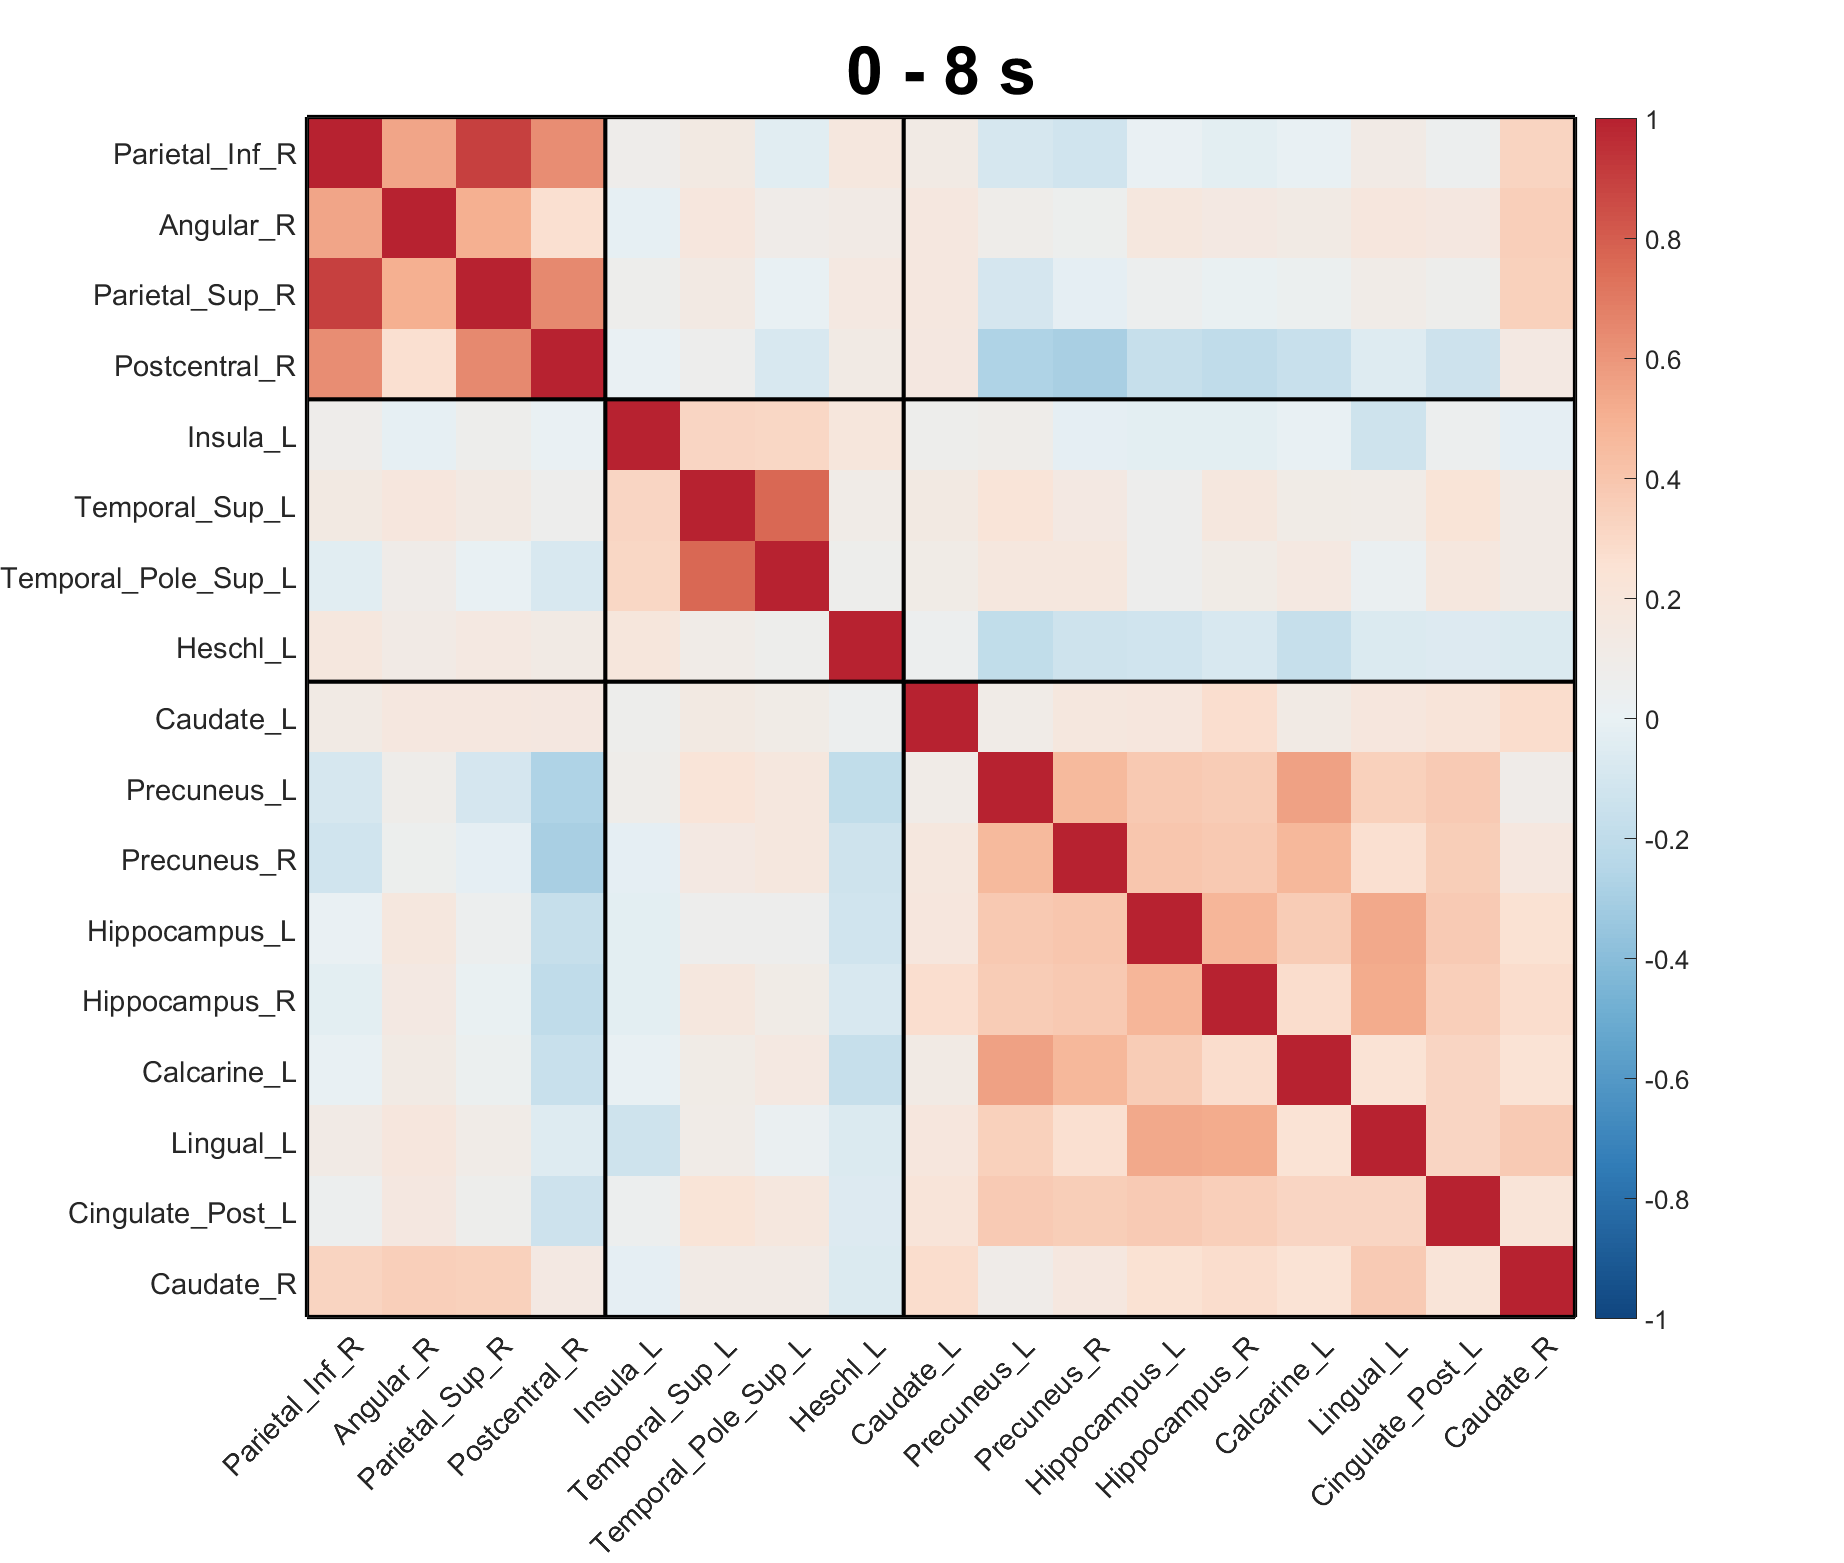 0 - 8 s
Parietal_Inf_R
Angular_R
Parietal_Sup_R
Postcentral_R
Insula_L
Temporal_Sup_L
Temporal_Pole_Sup_L
Heschl_L
Caudate_L
Precuneus_L
Precuneus_R
Hippocampus_L
Hippocampus_R
Calcarine_L
Lingual_L
Cingulate_Post_L
Caudate_R
Parietal_Inf_R
Angular_R
Parietal_Sup_R
Postcentral_R
Insula_L
Temporal_Sup_L
Temporal_Pole_Sup_L
Heschl_L
Caudate_L
Precuneus_L
Precuneus_R
Hippocampus_L
Hippocampus_R
Calcarine_L
Lingual_L
Cingulate_Post_L
Caudate_R
1
0.8
0.6
0.4
0.2
0
-0.2
-0.4
-0.6
-0.8
-1